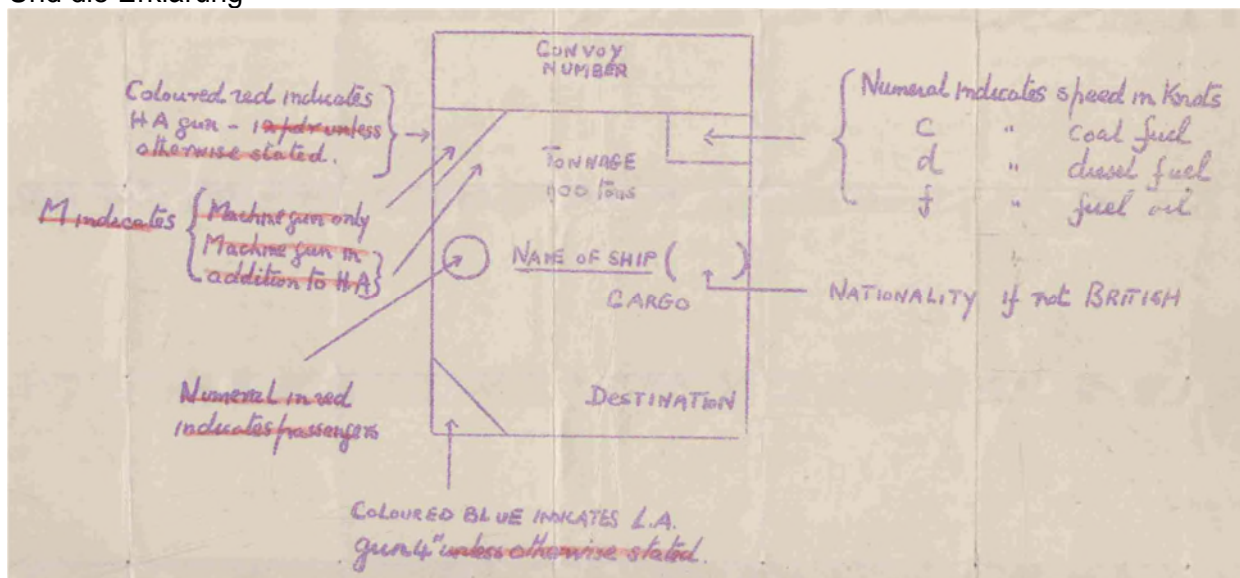 Und die Erklärung
CONVOY
NUMBER
Coloured red indicates
HA gun - 12 pdr unless
otherwise stated.
Numeral indicates speed in Knots
C " coal fuel
d " diesel fuel
f " fuel oil
TONNAGE
100 Tons
M indicates
Machine gun only
Machine gun in
addition to HA
NAME OF SHIP ( )
CARGO
NATIONALITY if not BRITISH
Numeral in red
indicates passengers
DESTINATION
COLOURED BLUE INDICATES L.A.
gun 4" unless otherwise stated.